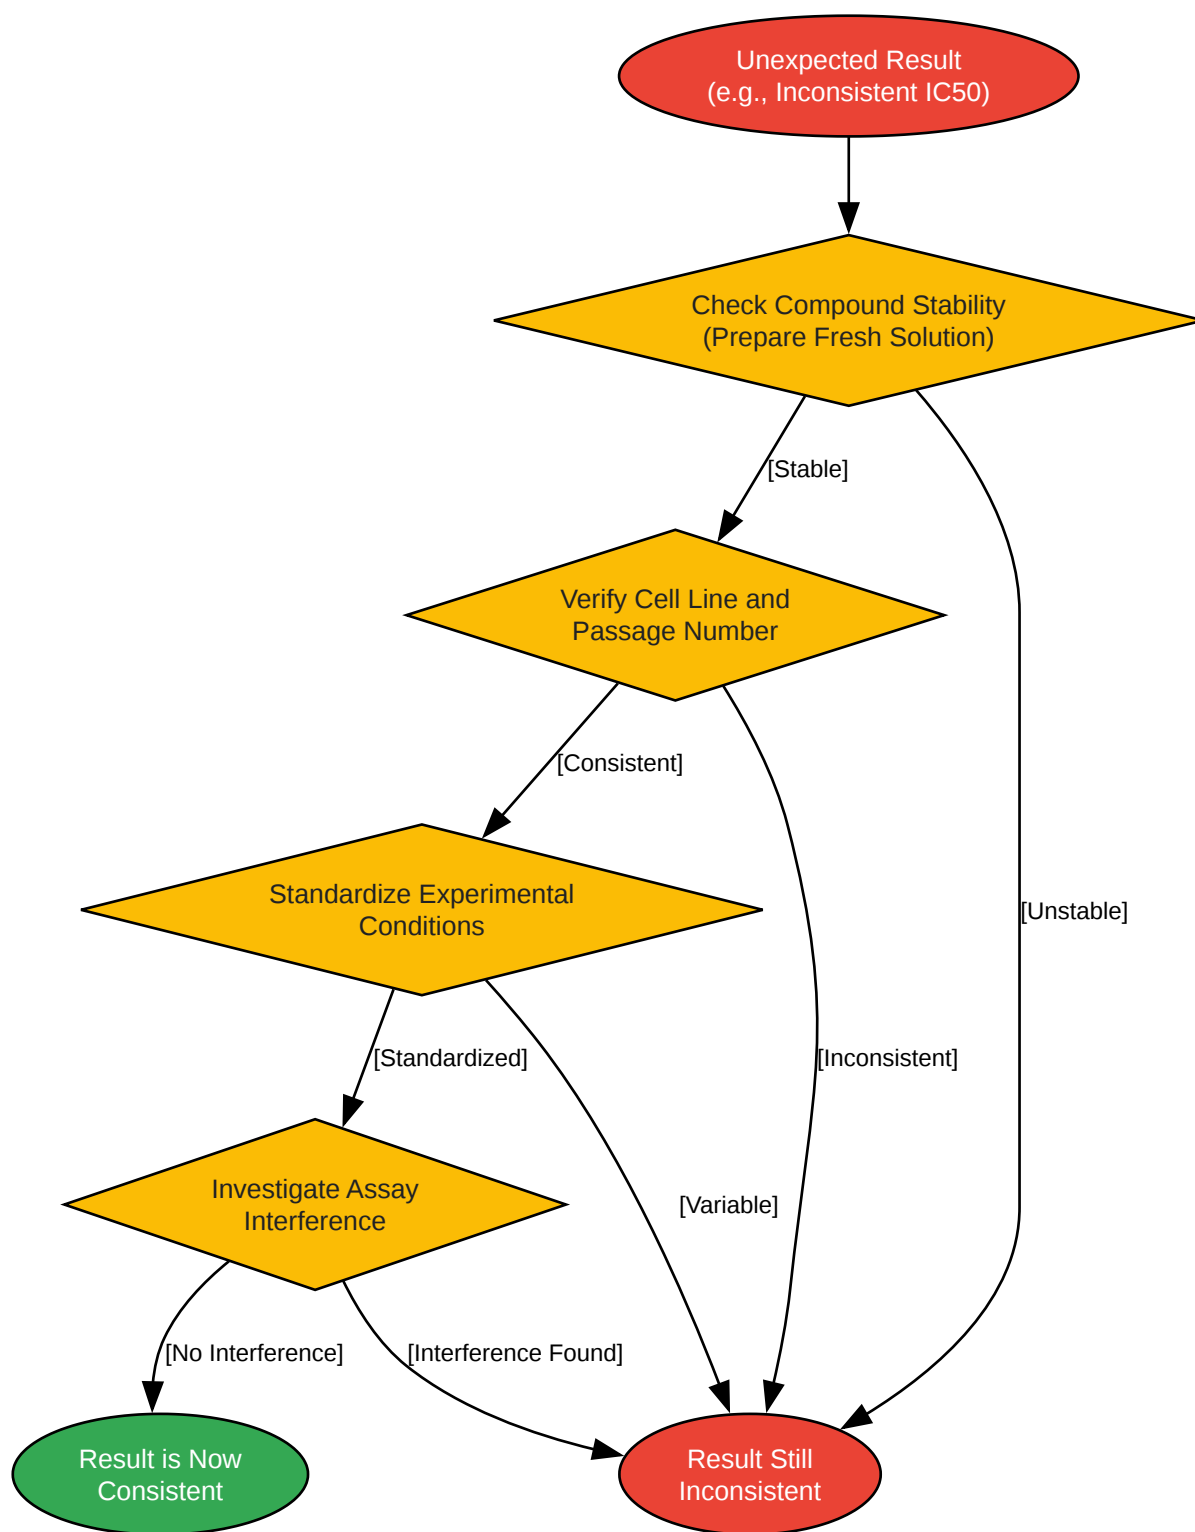 Unexpected Result
(e.g., Inconsistent IC50)
Check Compound Stability
(Prepare Fresh Solution)
[Stable]
Verify Cell Line and
Passage Number
[Consistent]
Standardize Experimental
Conditions
[Unstable]
[Standardized]
[Inconsistent]
Investigate Assay
Interference
[Variable]
[No Interference]
[Interference Found]
Result is Now
Consistent
Result Still
Inconsistent